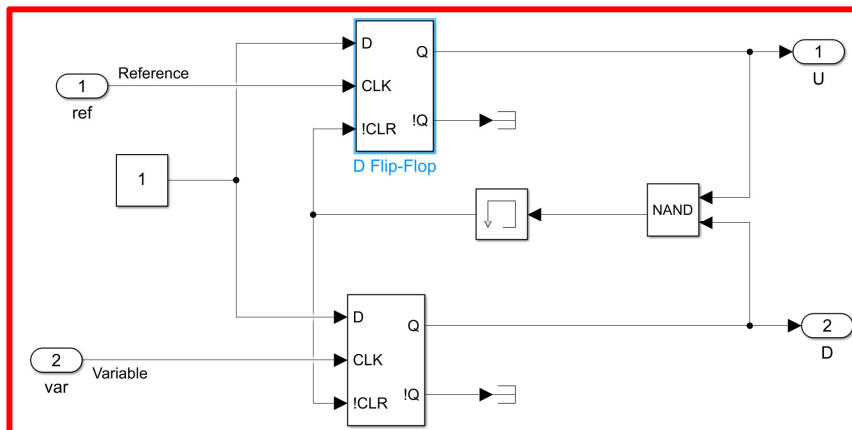 D
Q
1
U
1
ref
Reference
CLK
!CLR
!Q
D Flip-Flop
1
NAND
D
Q
2
D
2
var
Variable
CLK
!CLR
!Q